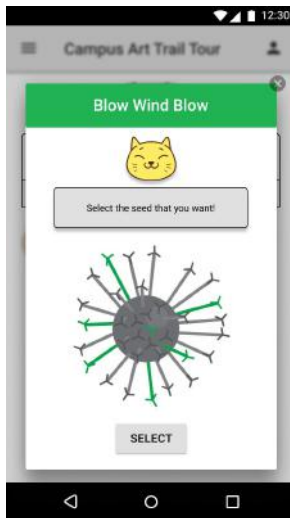 12:30
Campus Art Trail Tour
Blow Wind Blow
Select the seed that you want!
SELECT